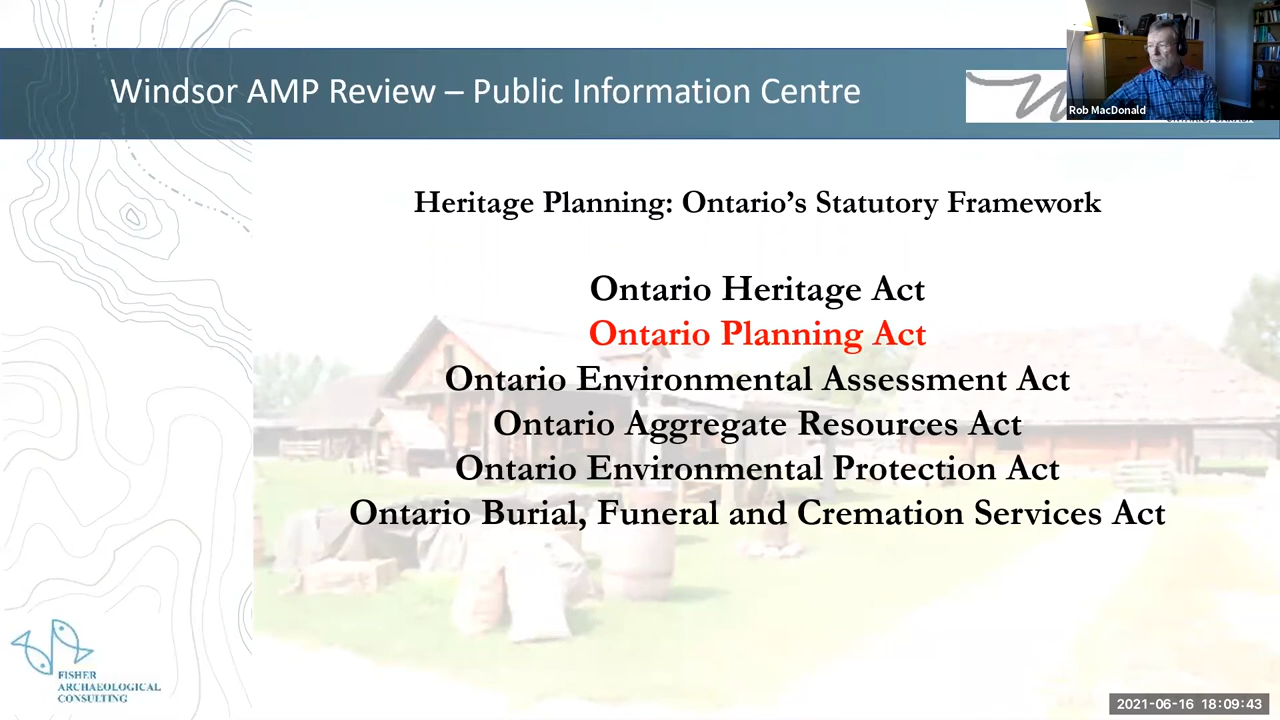 Windsor AMP Review – Public Information Centre
Rob MacDonald
Heritage Planning: Ontario’s Statutory Framework
Ontario Heritage Act
Ontario Planning Act
Ontario Environmental Assessment Act
Ontario Aggregate Resources Act
Ontario Environmental Protection Act
Ontario Burial, Funeral and Cremation Services Act
FISHER
ARCHAEOLOGICAL
CONSULTING
2021-06-16 18:09:43